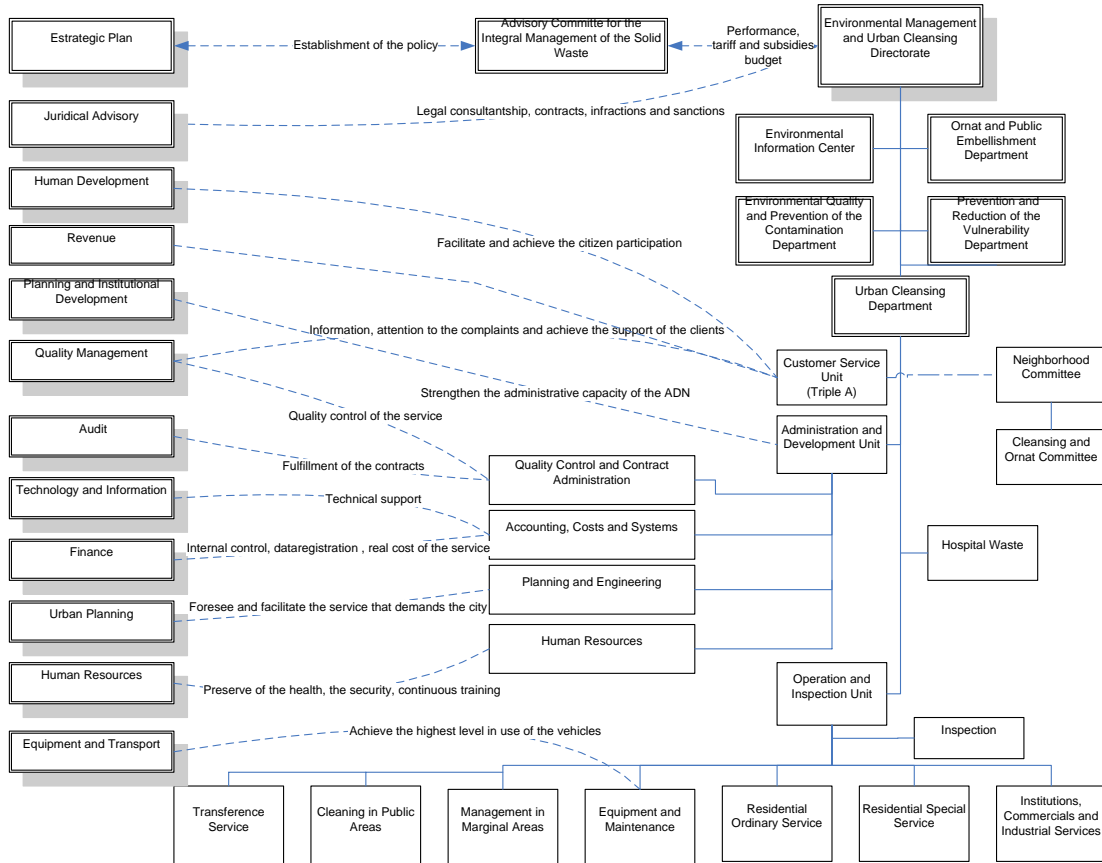 Estrategic Plan
Establishment of the policy
Advisory Committe for the
Integral Management of the Solid
Waste
Performance,
tariff and subsidies
budget
Environmental Management
and Urban Cleansing
Directorate
Juridical Advisory
Legal consultantship, contracts, infractions and sanctions
Environmental
Information Center
Ornat and Public
Embellishment
Department
Human Development
Environmental Quality
and Prevention of the
Contamination
Department
Prevention and
Reduction of the
Vulnerability
Department
Revenue
Facilitate and achieve the citizen participation
Planning and Institutional
Development
Urban Cleansing
Department
Information, attention to the complaints and achieve the support of the clients
Quality Management
Customer Service
Unit
(Triple A)
Neighborhood
Committee
Strengthen the administrative capacity of the ADN
Quality control of the service
Audit
Administration and
Development Unit
Cleansing and
Ornat Committee
Fulfillment of the contracts
Quality Control and Contract
Administration
Technology and Information
Technical support
Accounting, Costs and Systems
Finance
Internal control, dataregistration , real cost of the service
Hospital Waste
Planning and Engineering
Urban Planning
Foresee and facilitate the service that demands the city
Human Resources
Human Resources
Preserve of the health, the security, continuous training
Operation and
Inspection Unit
Equipment and Transport
Achieve the highest level in use of the vehicles
Inspection
Transference
Service
Cleaning in Public
Areas
Management in
Marginal Areas
Equipment and
Maintenance
Residential
Ordinary Service
Residential Special
Service
Institutions,
Commercials and
Industrial Services